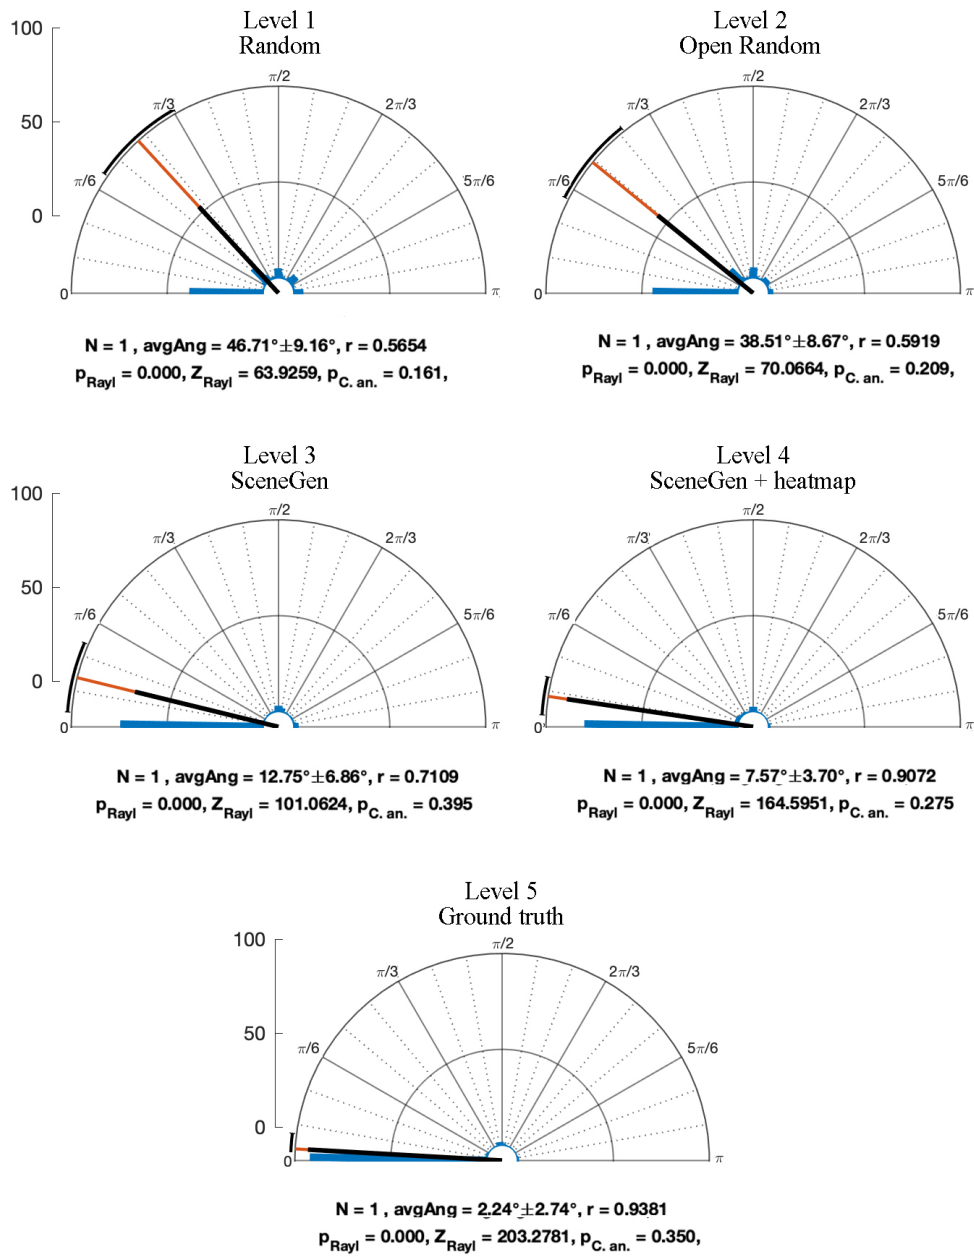 Level 1
Random
100
50
0
π/2
π/3
2π/3
π/6
5π/6
0
π
N = 1 , avgAng = 46.71°±9.16°, r = 0.5654
pRayl = 0.000, ZRayl = 63.9259, pC. an. = 0.161,
Level 2
Open Random
π/2
π/3
2π/3
π/6
5π/6
0
π
N = 1 , avgAng = 38.51°±8.67°, r = 0.5919
pRayl = 0.000, ZRayl = 70.0664, pC. an. = 0.209,
Level 3
SceneGen
100
50
0
π/2
π/3
2π/3
π/6
5π/6
0
π
N = 1 , avgAng = 12.75°±6.86°, r = 0.7109
pRayl = 0.000, ZRayl = 101.0624, pC. an. = 0.395
Level 4
SceneGen + heatmap
π/2
π/3
2π/3
π/6
5π/6
0
π
N = 1 , avgAng = 7.57°±3.70°, r = 0.9072
pRayl = 0.000, ZRayl = 164.5951, pC. an. = 0.275
Level 5
Ground truth
100
50
0
π/2
π/3
2π/3
π/6
5π/6
0
π
N = 1 , avgAng = 2.24°±2.74°, r = 0.9381
pRayl = 0.000, ZRayl = 203.2781, pC. an. = 0.350,